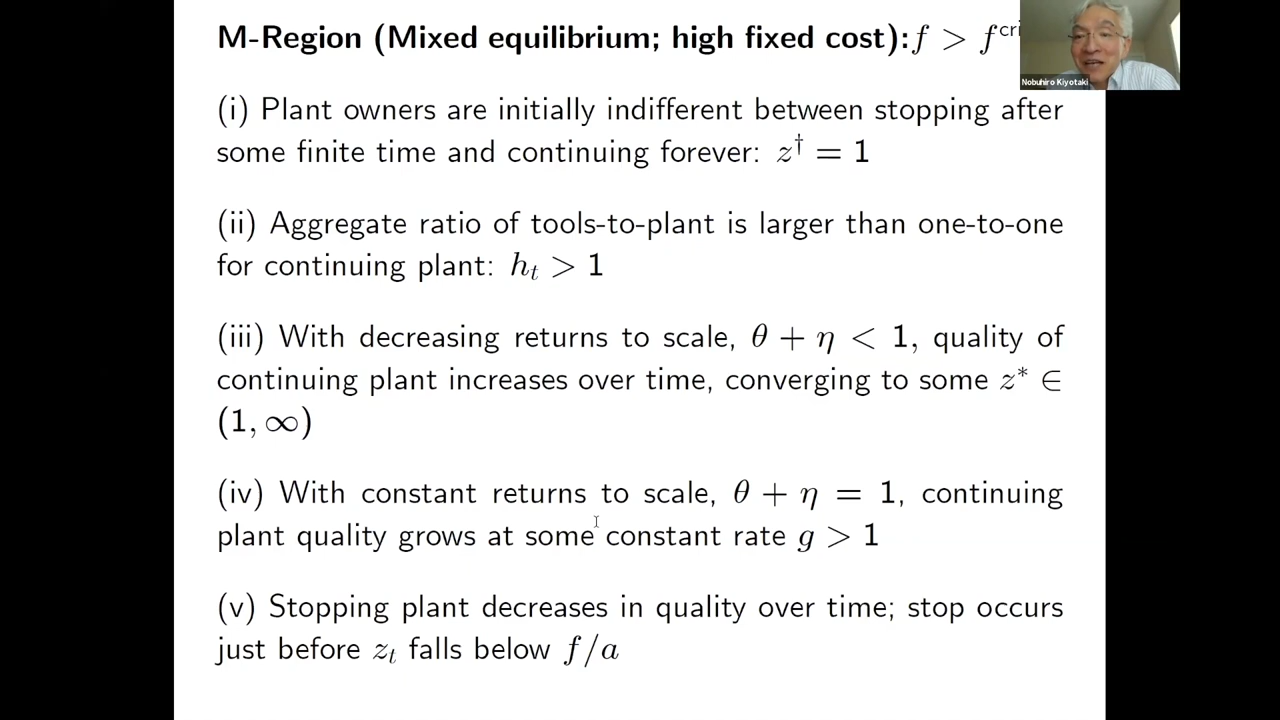 M-Region (Mixed equilibrium; high fixed cost): f > f^cri
Nobuhiro Kiyotaki
(i) Plant owners are initially indifferent between stopping after
some finite time and continuing forever: z† = 1
(ii) Aggregate ratio of tools-to-plant is larger than one-to-one
for continuing plant: hₜ > 1
(iii) With decreasing returns to scale, θ + η < 1, quality of
continuing plant increases over time, converging to some z* ∈
(1, ∞)
(iv) With constant returns to scale, θ + η = 1, continuing
plant quality grows at some constant rate g > 1
(v) Stopping plant decreases in quality over time; stop occurs
just before zₜ falls below f/a